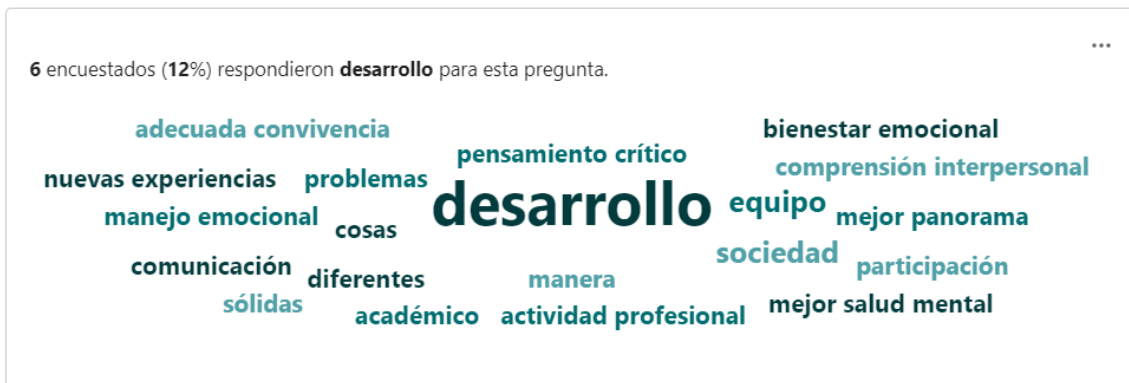 6 encuestados (12%) respondieron desarrollo para esta pregunta.
adecuada convivencia
bienestar emocional
pensamiento crítico
comprensión interpersonal
nuevas experiencias
problemas
desarrollo
equipo
manejo emocional
mejor panorama
cosas
sociedad
comunicación
participación
diferentes
manera
sólidas
mejor salud mental
académico
actividad profesional